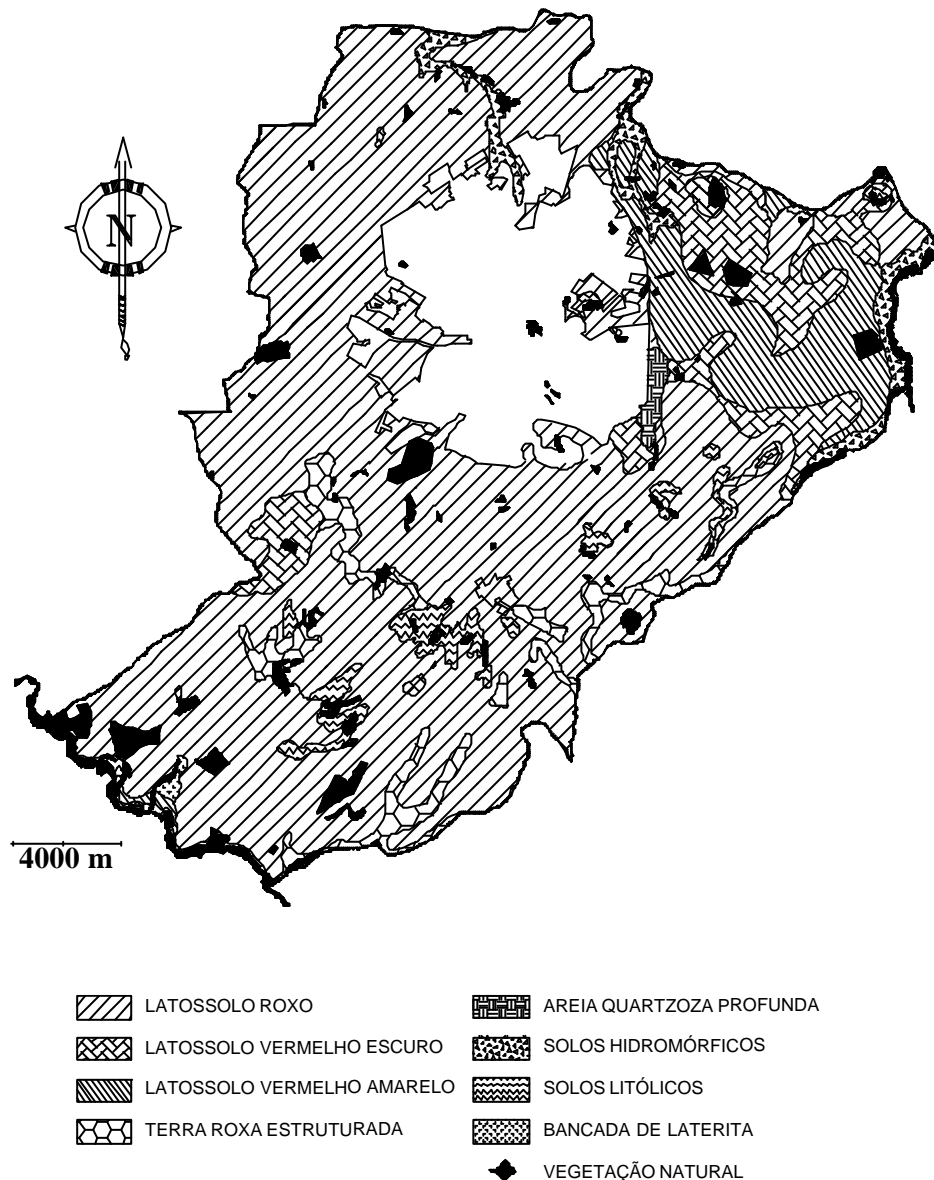 N
4000 m
LATOSSOLO ROXO
LATOSSOLO VERMELHO ESCURO
LATOSSOLO VERMELHO AMARELO
TERRA ROXA ESTRUTURADA
AREIA QUARTZOZA PROFUNDA
SOLOS HIDROMÓRFICOS
SOLOS LITÓLICOS
BANCADA DE LATERITA
VEGETAÇÃO NATURAL